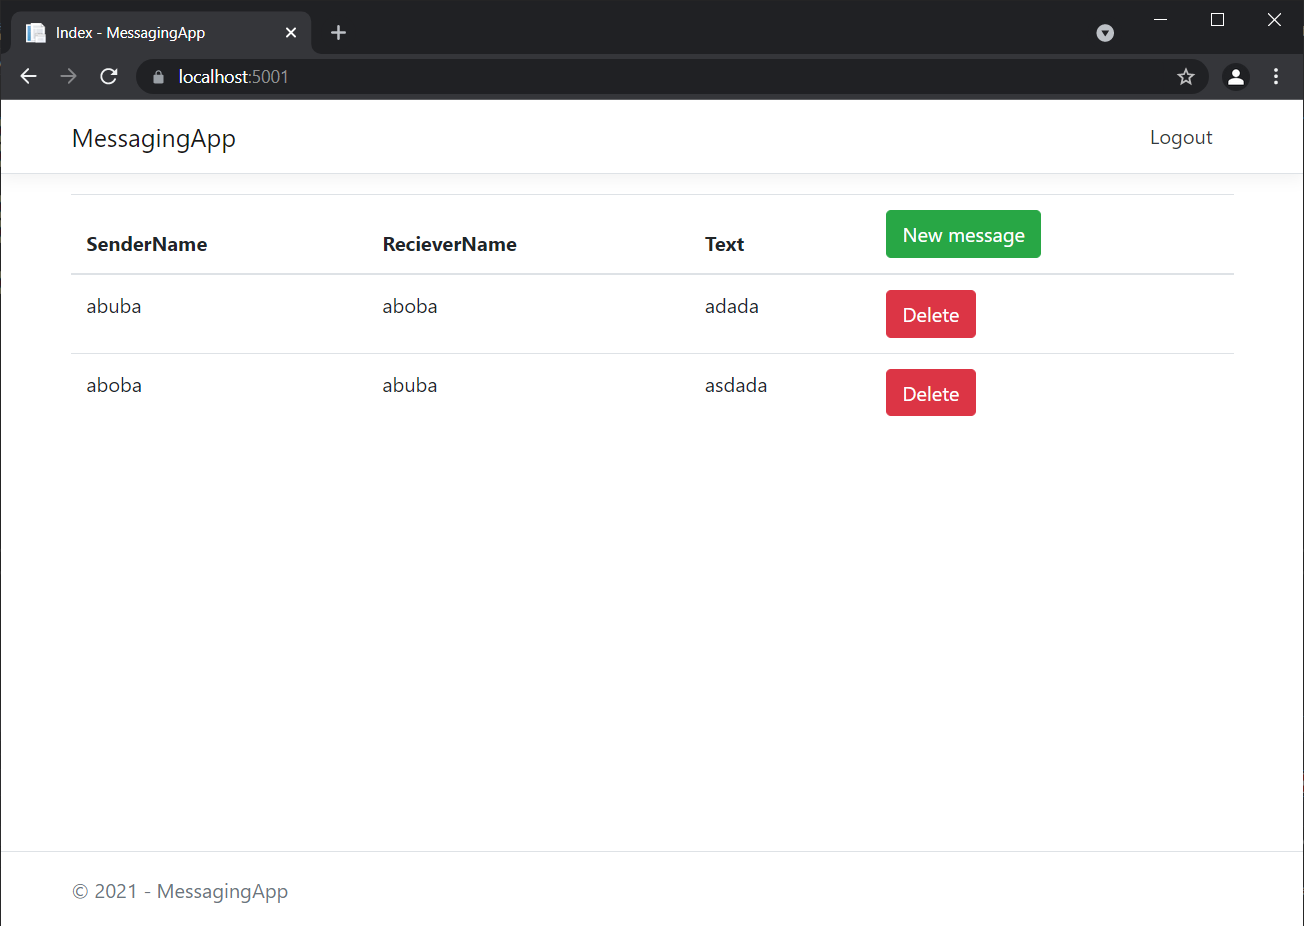 Index - MessagingApp
localhost:5001
MessagingApp Logout
SenderName RecieverName Text New message
abuba aboba adada Delete
aboba abuba asdada Delete
© 2021 - MessagingApp